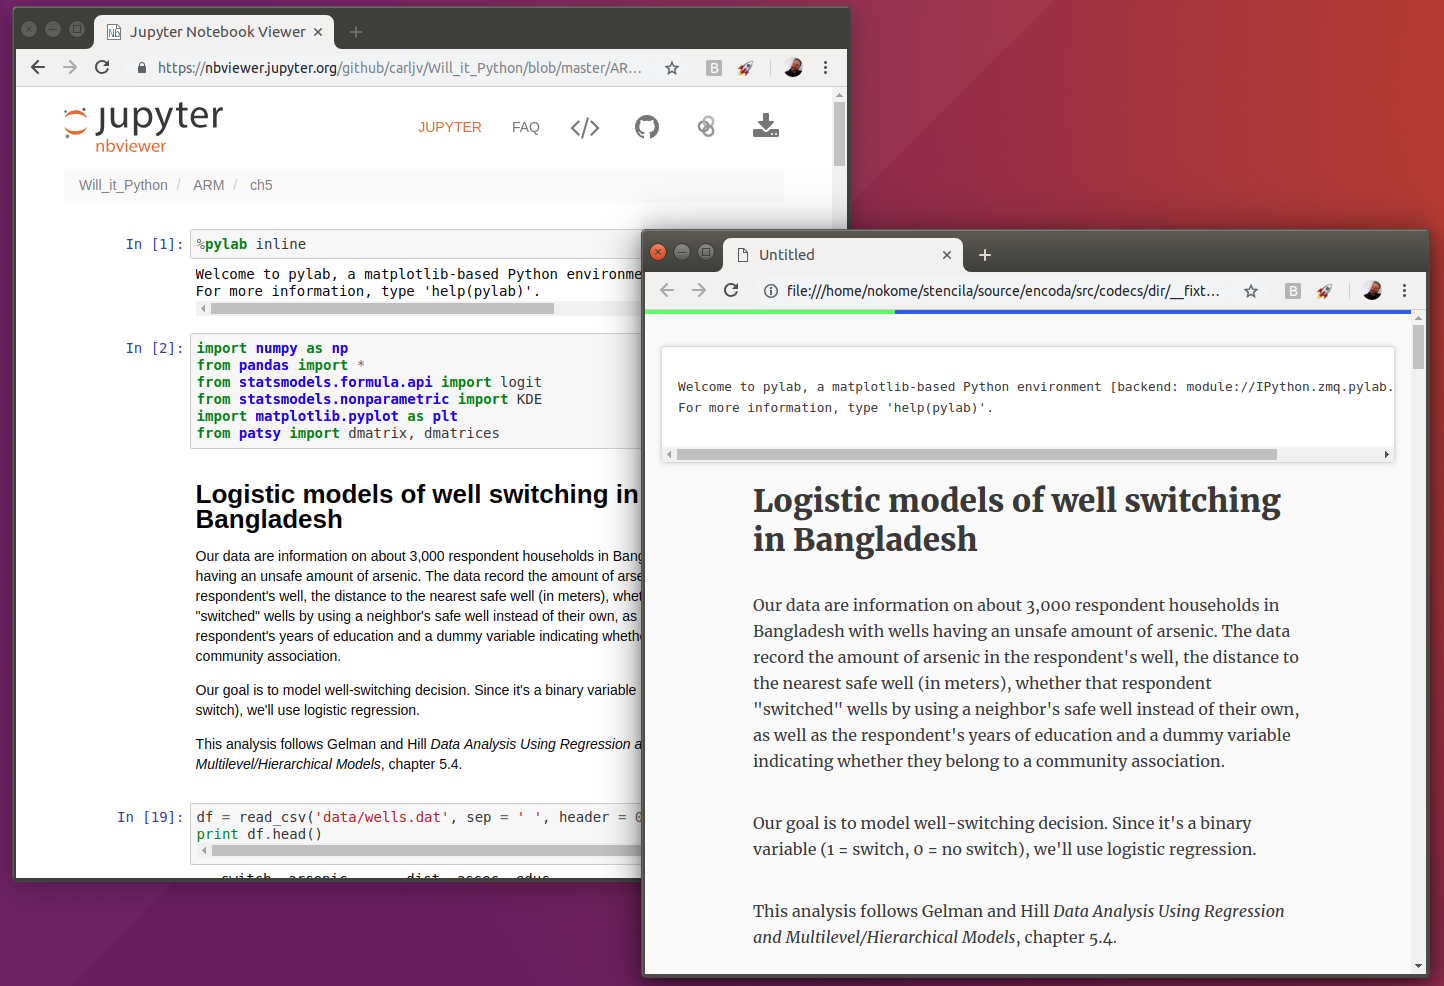 Jupyter Notebook Viewer
https://nbviewer.jupyter.org/github/carljv/Will_it_Python/blob/master/AR...
B
jupyter
nbviewer
JUPYTER FAQ </>
Will_it_Python / ARM / ch5
In [1]: %pylab inline
Welcome to pylab, a matplotlib-based Python environme
For more information, type 'help(pylab)'.
In [2]: import numpy as np
from pandas import *
from statsmodels.formula.api import logit
from statsmodels.nonparametric import KDE
import matplotlib.pyplot as plt
from patsy import dmatrix, dmatrices
Logistic models of well switching in
Bangladesh
Our data are information on about 3,000 respondent households in Bang
having an unsafe amount of arsenic. The data record the amount of arse
respondent's well, the distance to the nearest safe well (in meters), whet
"switched" wells by using a neighbor's safe well instead of their own, as
respondent's years of education and a dummy variable indicating whethe
community association.
Our goal is to model well-switching decision. Since it's a binary variable
switch), we'll use logistic regression.
This analysis follows Gelman and Hill Data Analysis Using Regression a
Multilevel/Hierarchical Models, chapter 5.4.
In [19]: df = read_csv('data/wells.dat', sep = ' ', header = 0
print df.head()
switch arsenic dist assoc educ
Untitled
file:///home/nokome/stencila/source/encoda/src/codecs/dir/__fixt...
B
Welcome to pylab, a matplotlib-based Python environment [backend: module://IPython.zmq.pylab.
For more information, type 'help(pylab)'.
Logistic models of well switching
in Bangladesh
Our data are information on about 3,000 respondent households in
Bangladesh with wells having an unsafe amount of arsenic. The data
record the amount of arsenic in the respondent's well, the distance to
the nearest safe well (in meters), whether that respondent
"switched" wells by using a neighbor's safe well instead of their own,
as well as the respondent's years of education and a dummy variable
indicating whether they belong to a community association.
Our goal is to model well-switching decision. Since it's a binary
variable (1 = switch, 0 = no switch), we'll use logistic regression.
This analysis follows Gelman and Hill Data Analysis Using Regression
and Multilevel/Hierarchical Models, chapter 5.4.